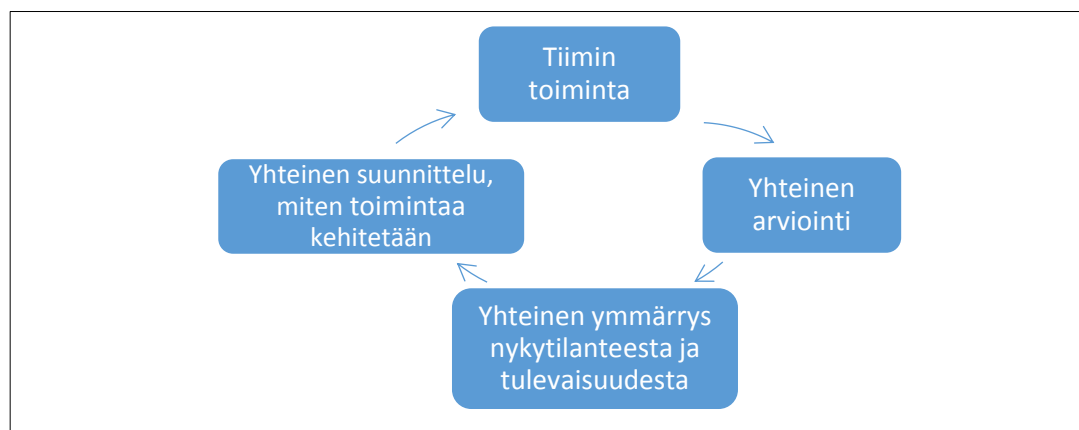 Tiimin
toiminta
Yhteinen
arviointi
Yhteinen ymmärrys
nykytilanteesta ja
tulevaisuudesta
Yhteinen suunnittelu,
miten toimintaa
kehitetään